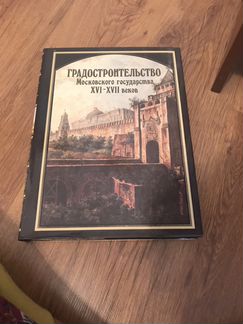 ГРАДОСТРОИТЕЛЬСТВО
Московского государства
XVI-XVII веков